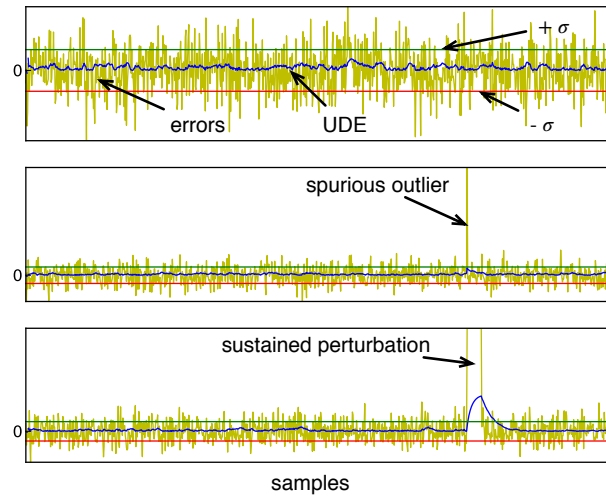 + σ
0
errors
UDE
- σ
spurious outlier
0
sustained perturbation
0
samples